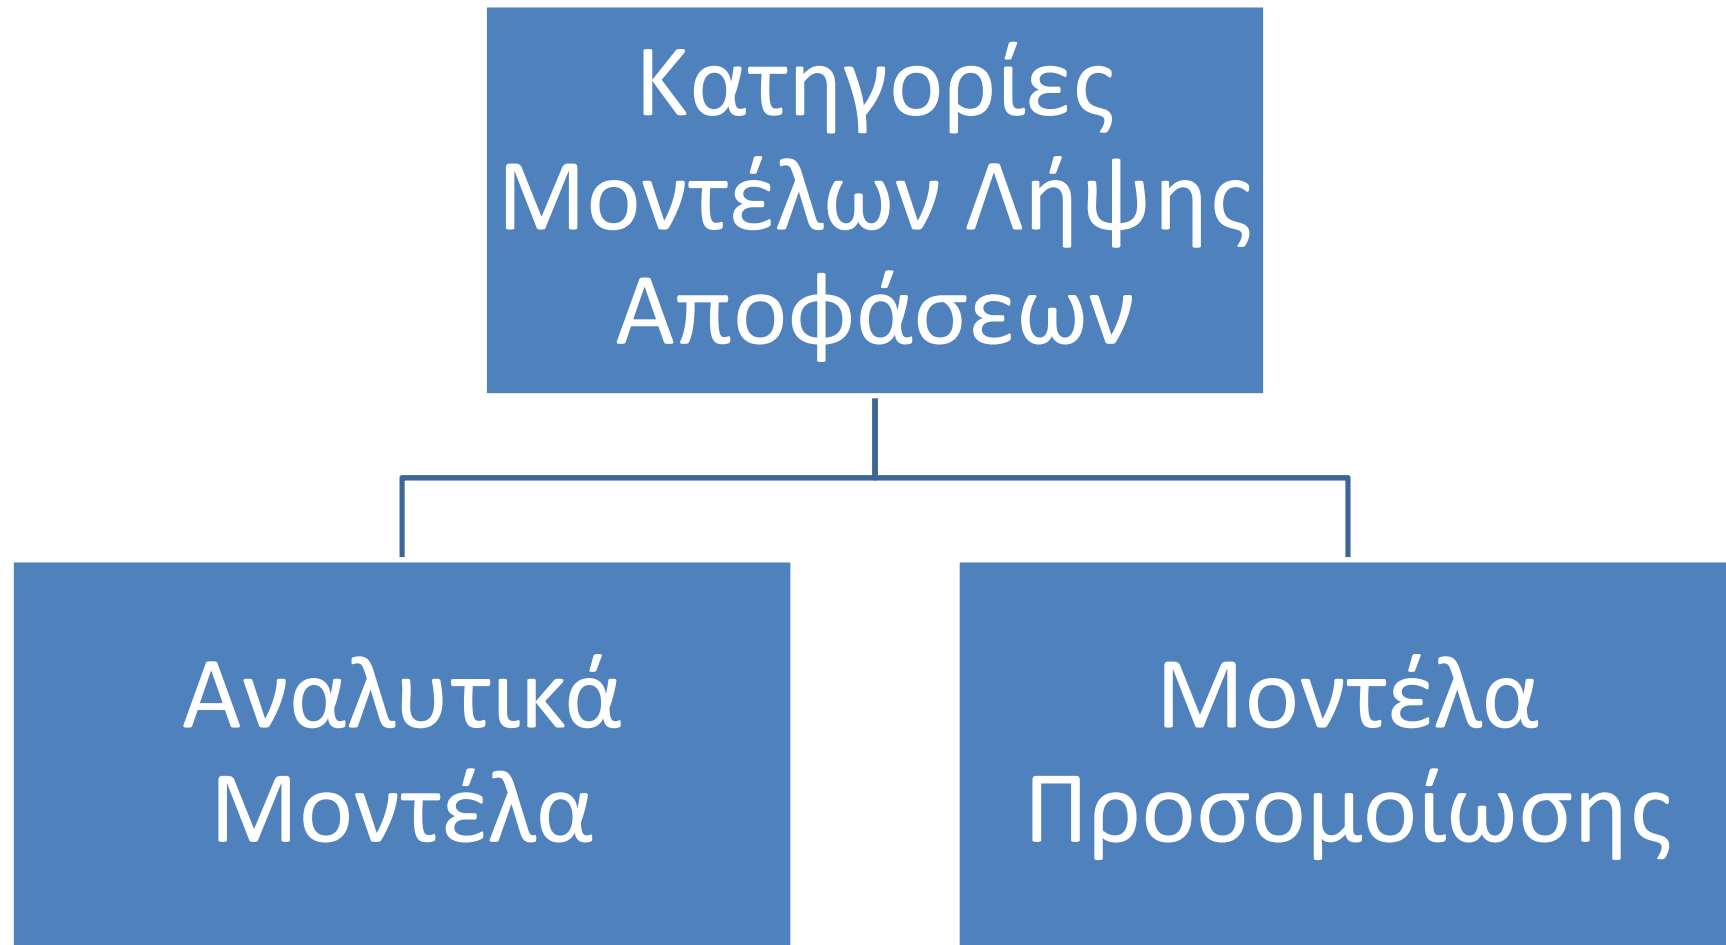 Κατηγορίες
Μοντέλων Λήψης
Αποφάσεων
Αναλυτικά
Μοντέλα
Μοντέλα
Προσομοίωσης